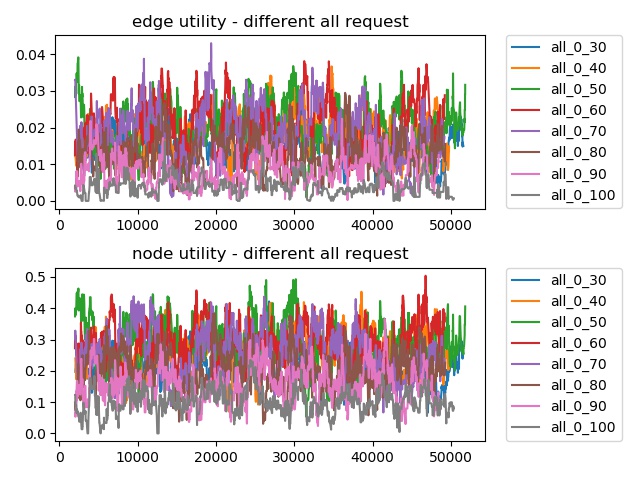 edge utility - different all request
0.04
0.03
0.02
0.01
0.00
0 10000 20000 30000 40000 50000
all_0_30
all_0_40
all_0_50
all_0_60
all_0_70
all_0_80
all_0_90
all_0_100
node utility - different all request
0.5
0.4
0.3
0.2
0.1
0.0
0 10000 20000 30000 40000 50000
all_0_30
all_0_40
all_0_50
all_0_60
all_0_70
all_0_80
all_0_90
all_0_100